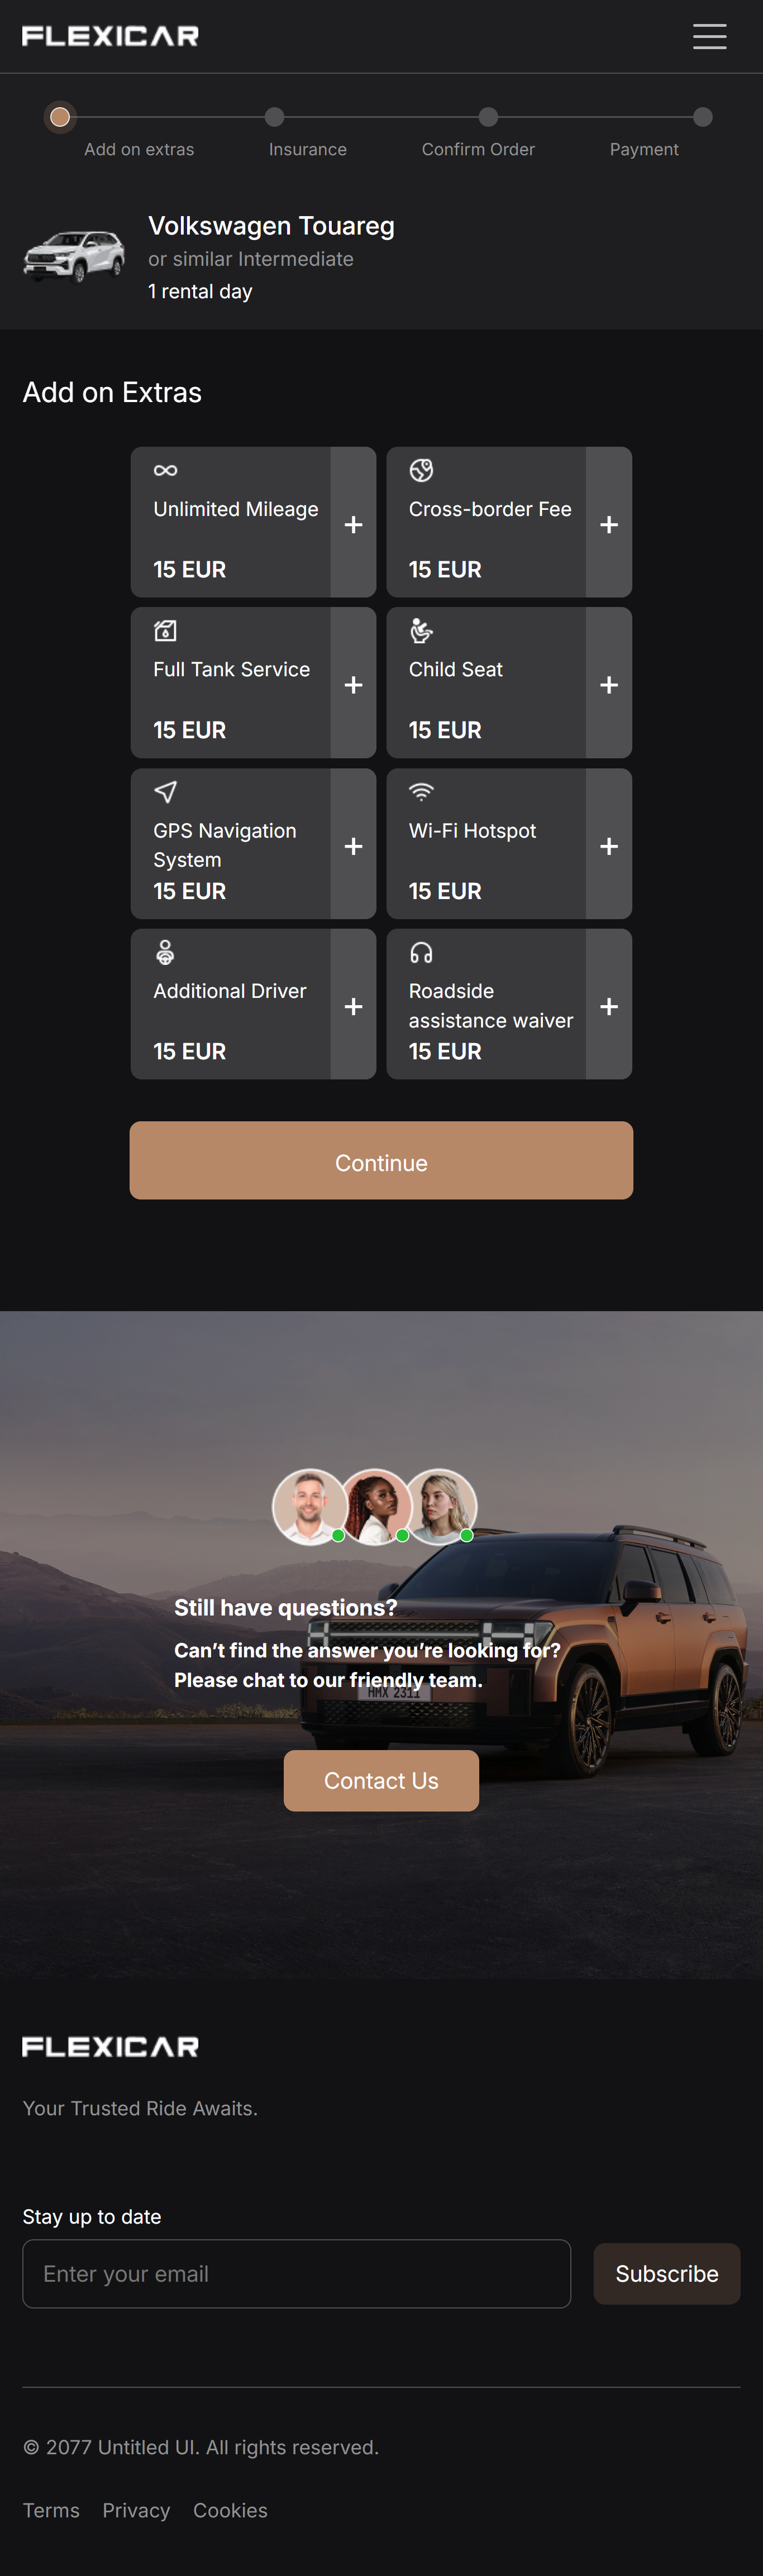 FLEXICAR
Add on extras
Insurance
Confirm Order
Payment
Volkswagen Touareg
or similar Intermediate
1 rental day
Add on Extras
Unlimited Mileage
15 EUR
+
Cross-border Fee
15 EUR
+
Full Tank Service
15 EUR
+
Child Seat
15 EUR
+
GPS Navigation
System
15 EUR
+
Wi-Fi Hotspot
15 EUR
+
Additional Driver
15 EUR
+
Roadside
assistance waiver
15 EUR
+
Continue
Still have questions?
Can’t find the answer you’re looking for?
Please chat to our friendly team.
HMX 2311
Contact Us
FLEXICAR
Your Trusted Ride Awaits.
Stay up to date
Enter your email
Subscribe
© 2077 Untitled UI. All rights reserved.
Terms
Privacy
Cookies